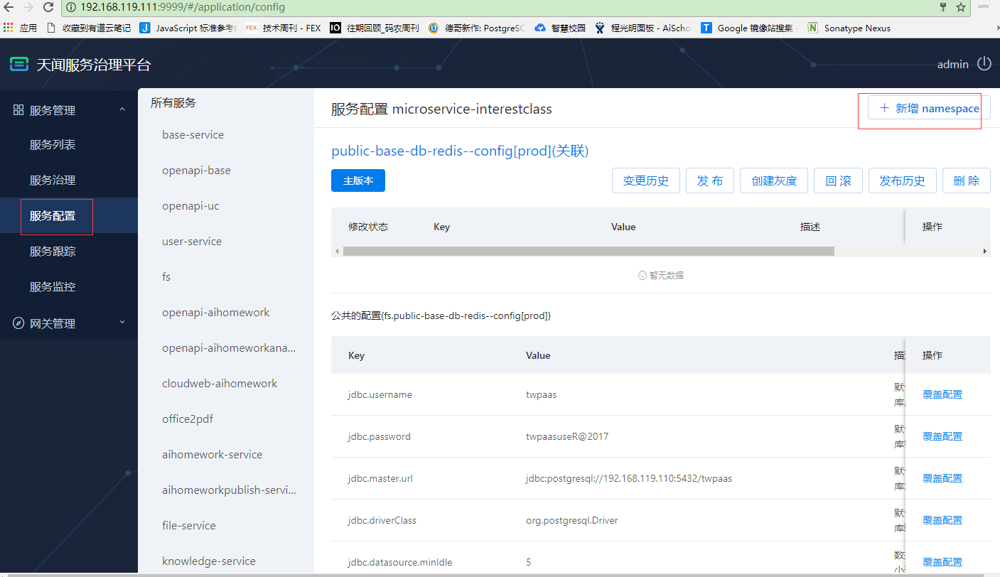 192.168.119.111:9999/#/application/config
应用 收藏到有道云笔记 JavaScript 标准参考 FEX 技术周刊 - FEX 往期回顾_码农周刊 德哥新作: PostgreSQ 智慧校园 程光明面板 - AiScho Google 镜像站搜集 Sonatype Nexus
天闻服务治理平台
admin
服务管理
服务列表
服务治理
服务配置
服务跟踪
服务监控
网关管理
所有服务
base-service
openapi-base
openapi-uc
user-service
fs
openapi-aihomework
openapi-aihomeworkana...
cloudweb-aihomework
office2pdf
aihomework-service
aihomeworkpublish-servi...
file-service
knowledge-service
服务配置 microservice-interestclass
+ 新增 namespace
public-base-db-redis--config[prod](关联)
主版本 变更历史 发 布 创建灰度 回 滚 发布历史 删 除
修改状态 Key Value 描述 操作
暂无数据
公共的配置(fs.public-base-db-redis--config[prod])
Key Value 描 操作
jdbc.username twpaas 默 库 覆盖配置
jdbc.password twpaasuseR@2017 默 库 覆盖配置
jdbc.master.url jdbc:postgresql://192.168.119.110:5432/twpaas 默 库 覆盖配置
jdbc.driverClass org.postgresql.Driver 默 库 覆盖配置
jdbc.datasource.minIdle 5 数 小 覆盖配置